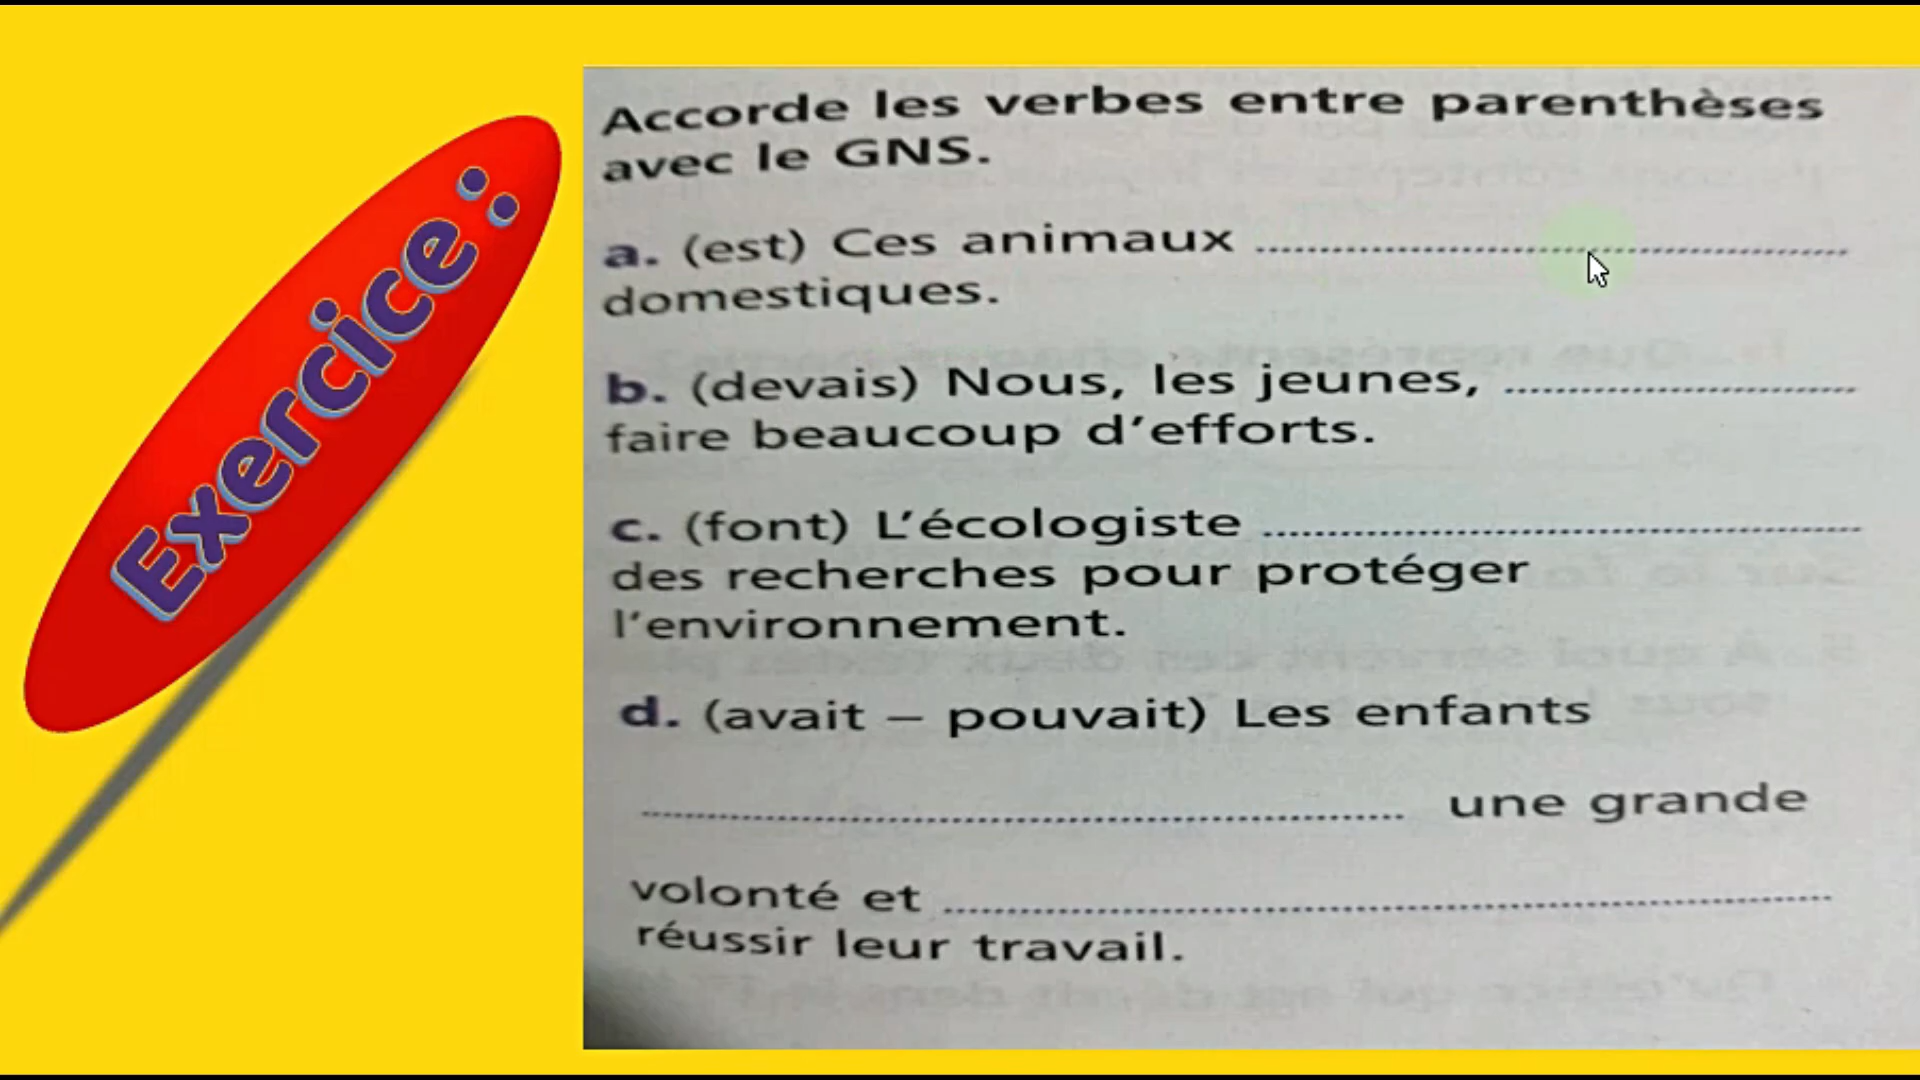 Exercice :
Accorde les verbes entre parenthèses
avec le GNS.
a. (est) Ces animaux ........................
domestiques.
b. (devais) Nous, les jeunes, ........................
faire beaucoup d’efforts.
c. (font) L’écologiste ........................
des recherches pour protéger
l’environnement.
d. (avait – pouvait) Les enfants
........................ une grande
volonté et ........................
réussir leur travail.